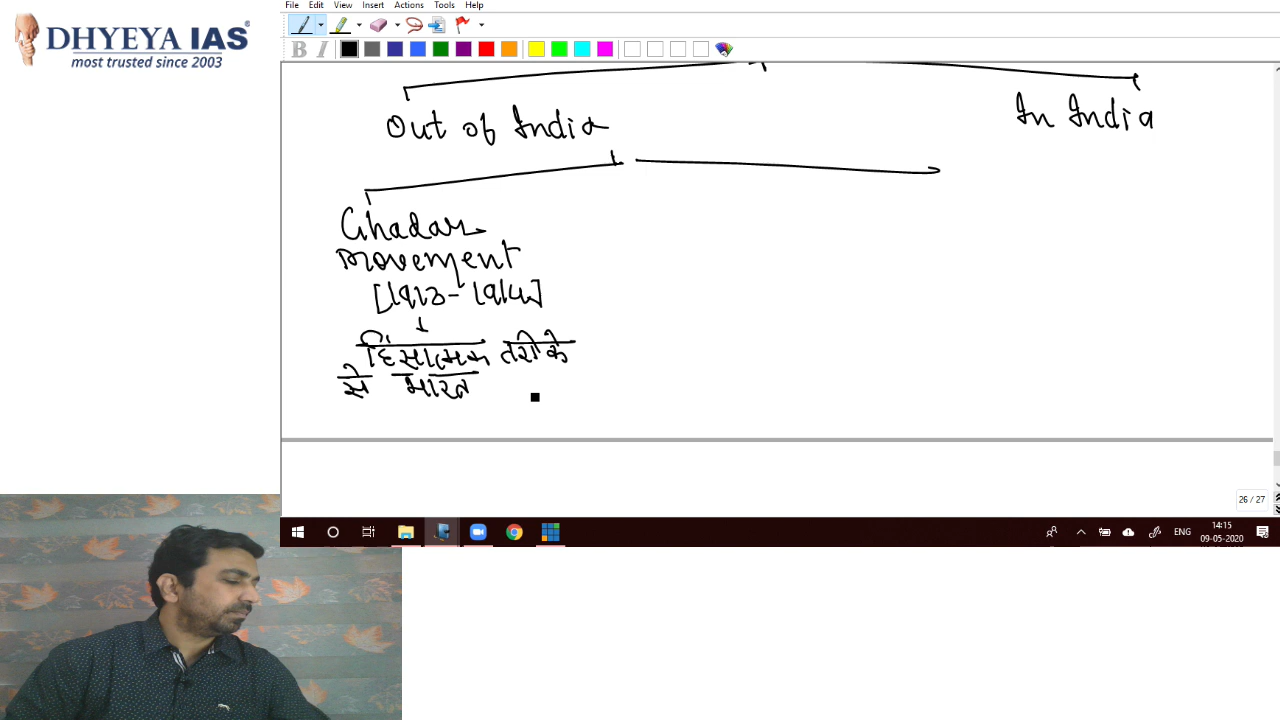 File Edit View Insert Actions Tools Help
DHYEYA IAS®
most trusted since 2003
B I
Out of India
In India
Ghadar
movement
[1913-1915]
हिंसात्मक तरीके
से भारत
26 / 27
ENG
14:15
09-05-2020